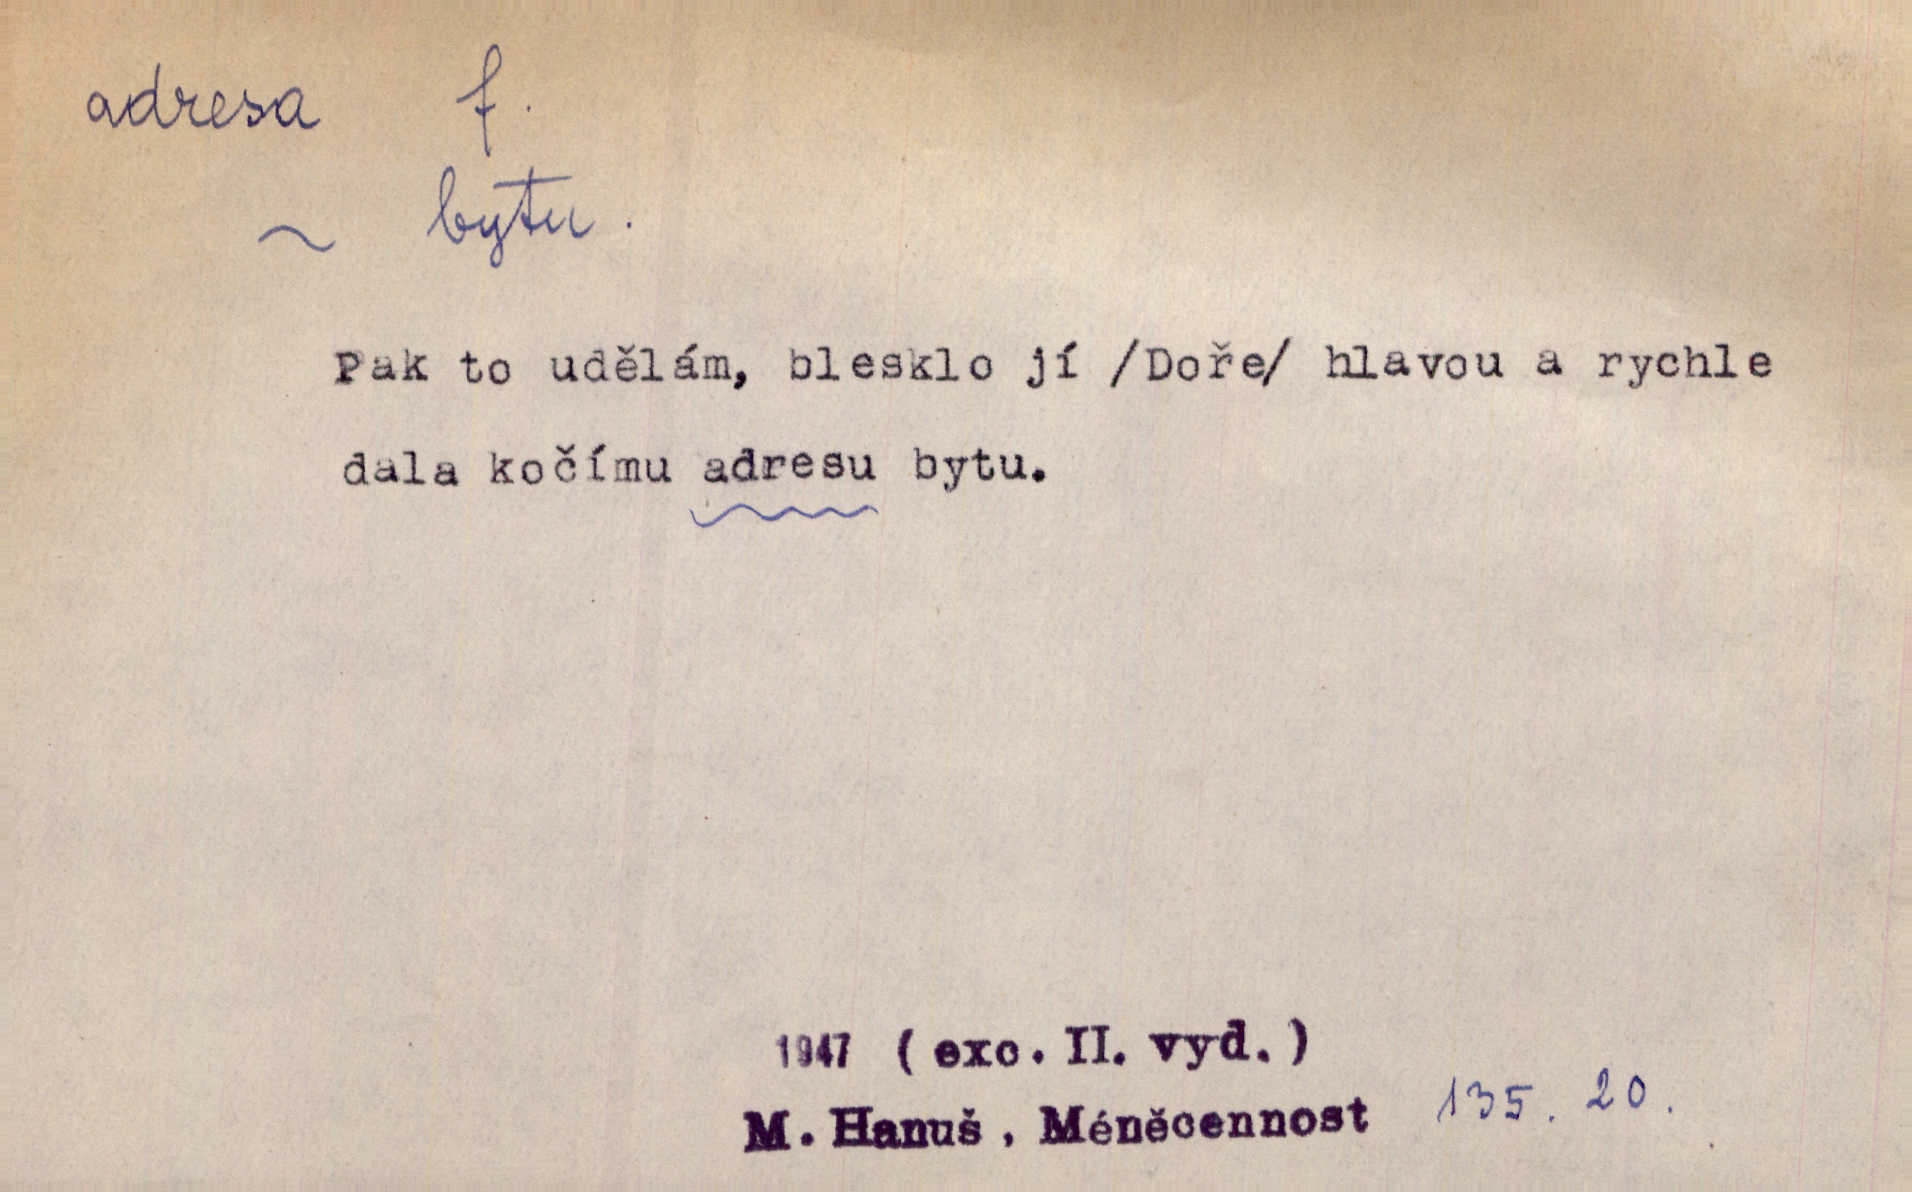 adresa f.
~ bytu.
Pak to udělám, blesklo jí /Doře/ hlavou a rychle
dala kočímu adresu bytu.
1947 (exc. II. vyd.)
M. Hanuš, Méněcennost 135. 20.